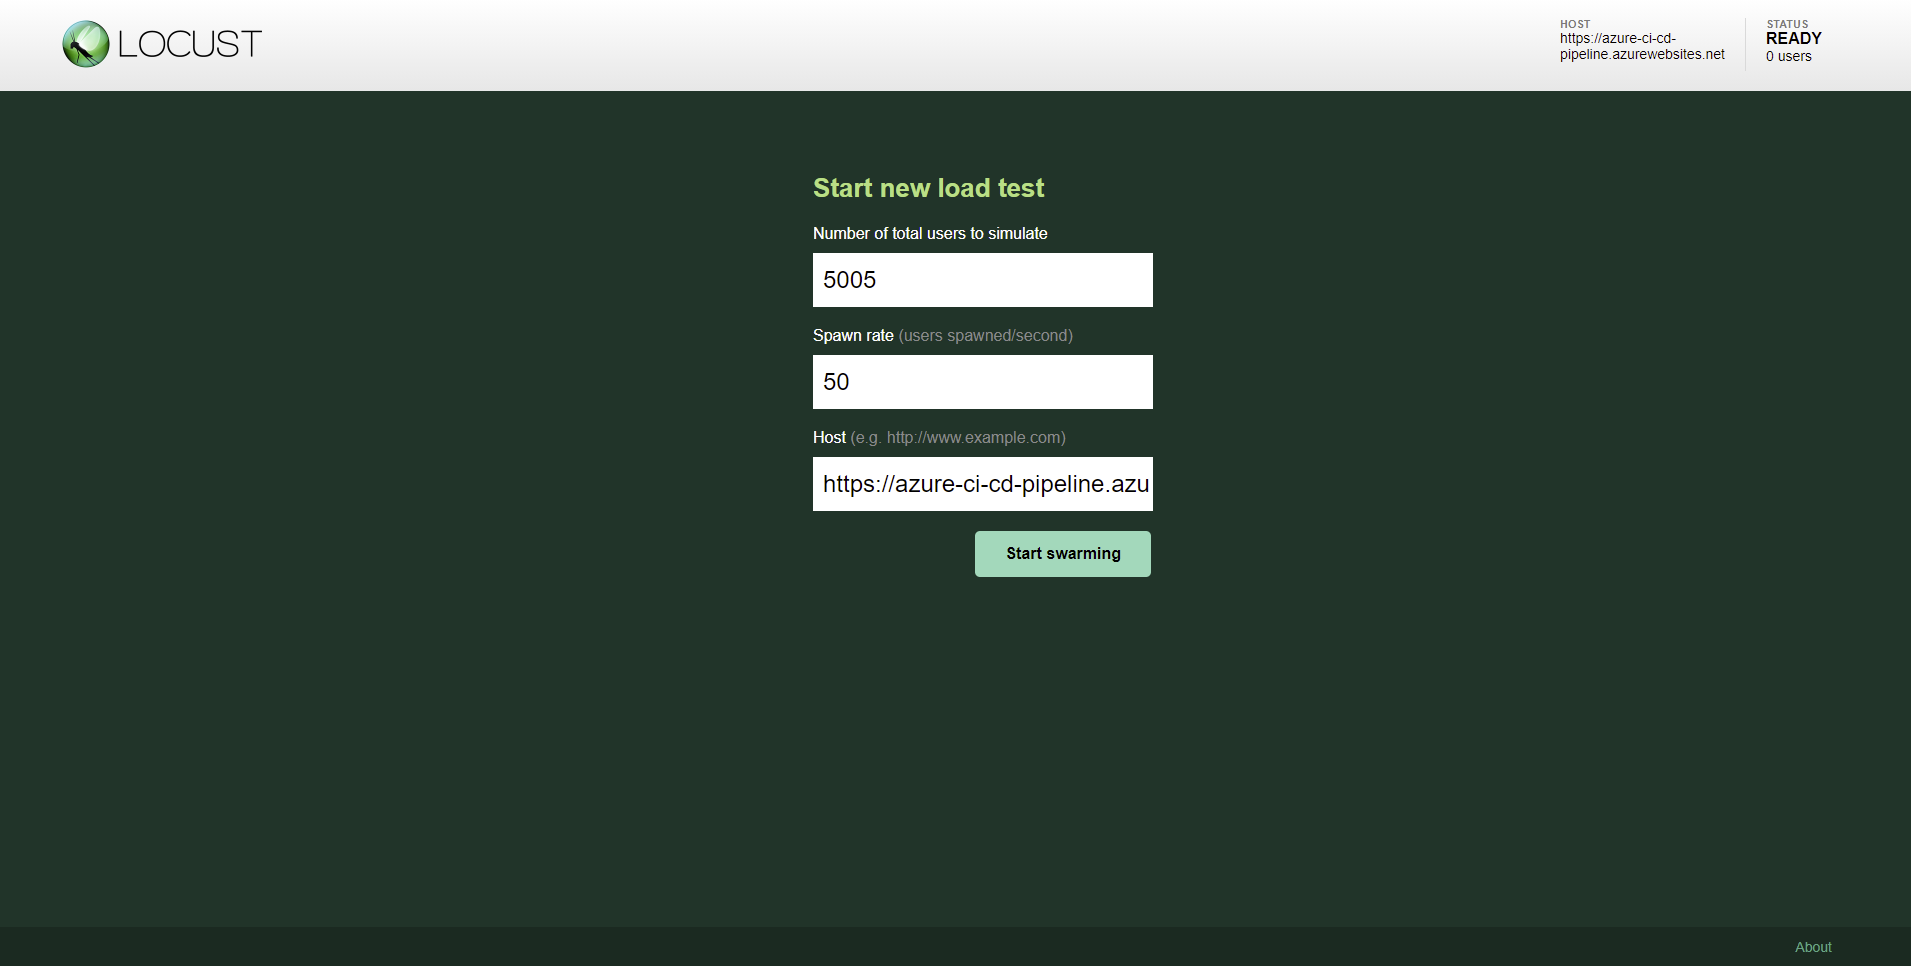 LOCUST
HOST
https://azure-ci-cd-
pipeline.azurewebsites.net
STATUS
READY
0 users
Start new load test
Number of total users to simulate
5005
Spawn rate (users spawned/second)
50
Host (e.g. http://www.example.com)
https://azure-ci-cd-pipeline.azu
Start swarming
About